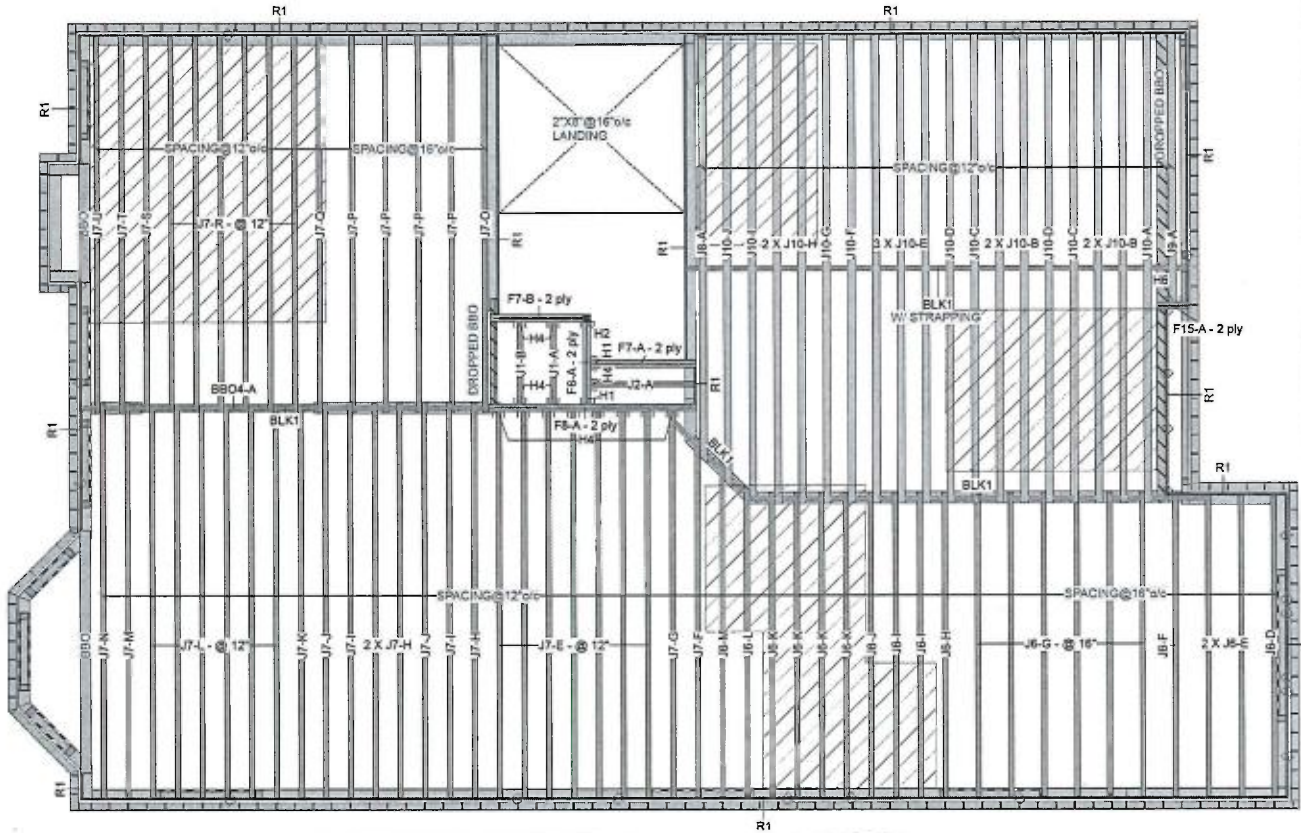 R1
R1
R1
2"X8"@16"o/c
LANDING
SPACING@12"o/c
SPACING@16"o/c
SPACING@12"o/c
DROPPED BBO
R1
BBO
J7-U
J7-T
J7-S
J7-R - @ 12"
J7-Q
J7-P
J7-P
J7-P
J7-P
J7-O
R1
R1
J8-A
J10-J
J10-I
2 X J10-H
J10-G
J10-F
3 X J10-E
J10-D
J10-C
2 X J10-B
J10-D
J10-C
2 X J10-B
J10-A
J9-A
H6
F7-B - 2 ply
BLK1
W/ STRAPPING
F15-A - 2 ply
DROPPED BBO
H4
J1-B
J1-A
F6-A - 2 ply
H2
H1
F7-A - 2 ply
H4
J2-A
H4
H1
R1
R1
BBO4-A
BLK1
R1
F8-A - 2 ply
H4
BLK1
BLK1
R1
SPACING@12"o/c
SPACING@16"o/c
BBO
J7-N
J7-M
J7-L - @ 12"
J7-K
J7-J
J7-I
2 X J7-H
J7-J
J7-I
J7-H
J7-E - @ 12"
J7-G
J7-F
J6-L
J6-K
J6-K
J6-K
J6-K
J6-I
J6-I
J6-H
J6-G - @ 16"
J6-F
2 X J6-E
J6-D
R1
R1